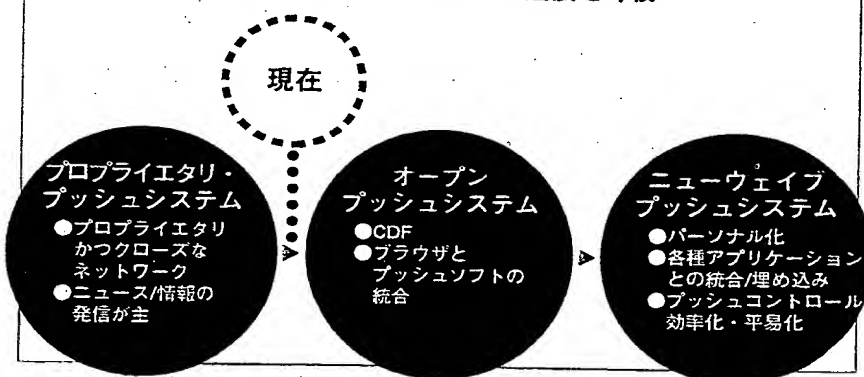 現在
プロプライエタリ・
プッシュシステム
●プロプライエタリ
かつクローズな
ネットワーク
●ニュース/情報の
発信が主
オープン
プッシュシステム
●CDF
●ブラウザと
プッシュソフトの
統合
ニューウェイブ
プッシュシステム
●パーソナル化
●各種アプリケーション
との統合/埋め込み
●プッシュコントロール
効率化・平易化